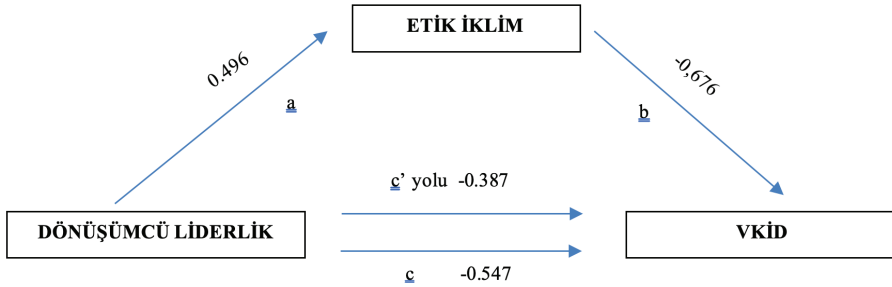 ETİK İKLİM
0.496
-0,676
a
b
c' yolu -0.387
DÖNÜŞÜMCÜ LİDERLİK
VKİD
c -0.547